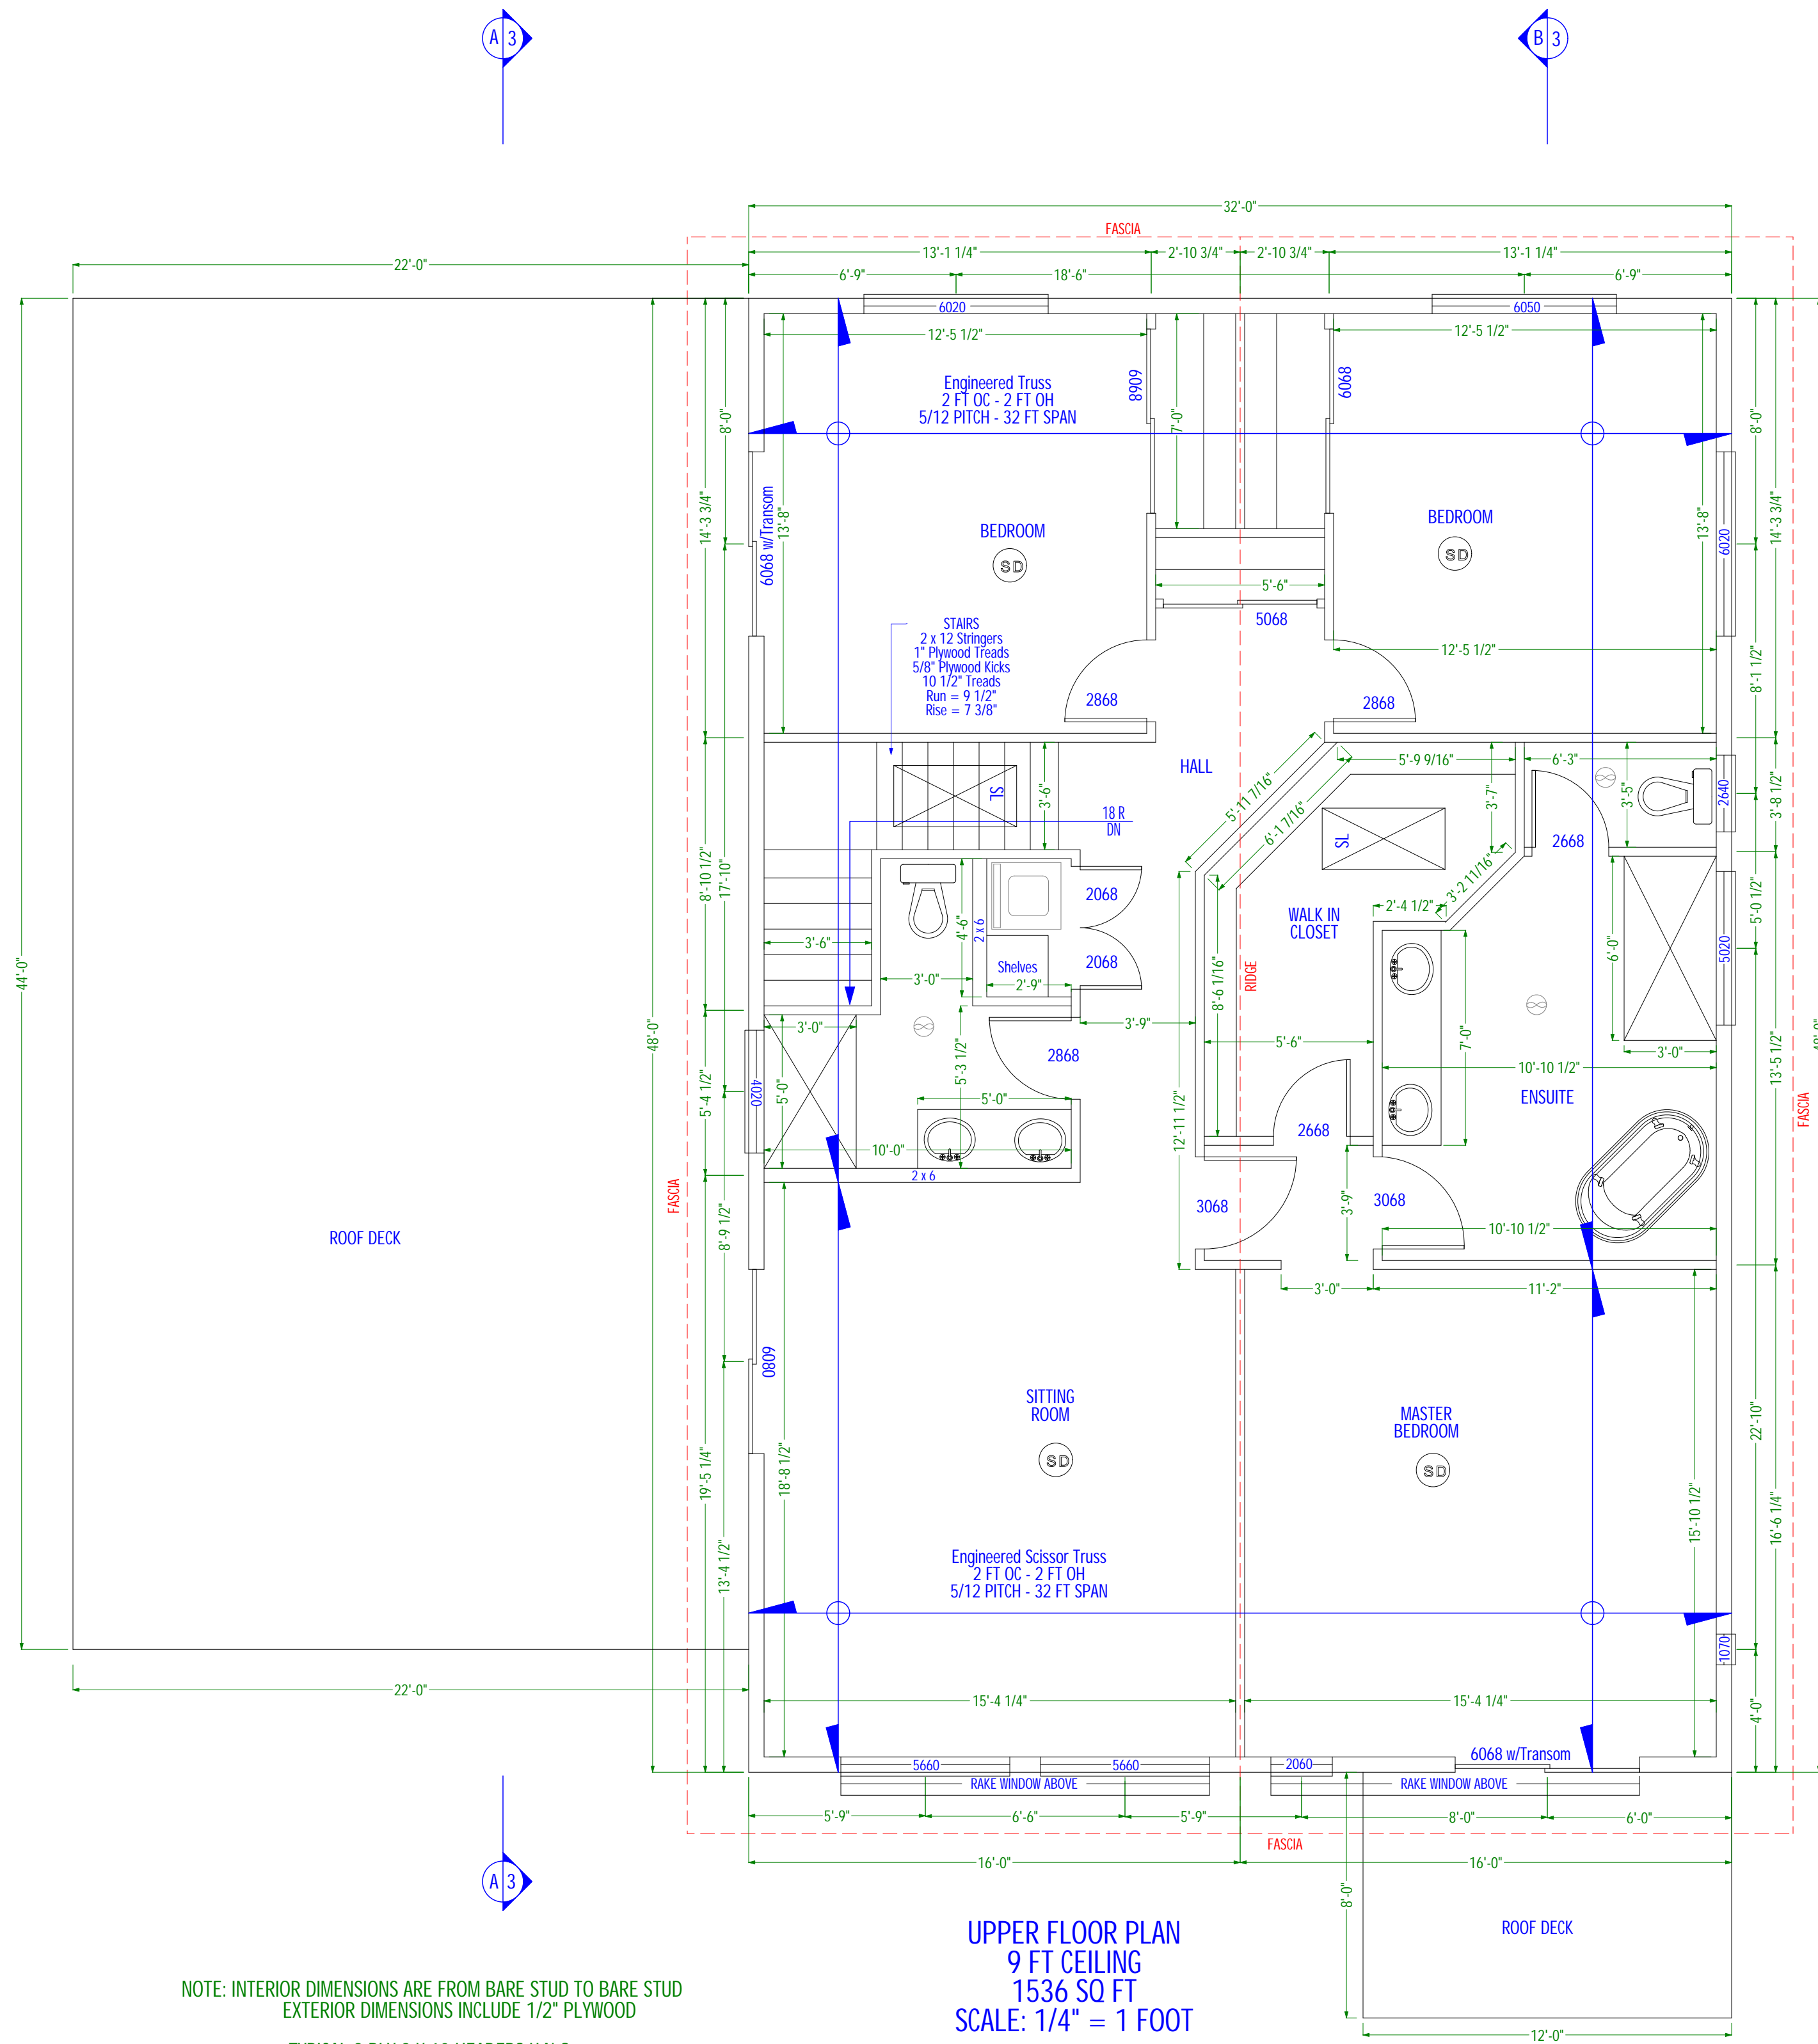 A 3
B 3
32'-0"
FASCIA
13'-1 1/4"
2'-10 3/4"
2'-10 3/4"
13'-1 1/4"
22'-0"
6'-9"
18'-6"
6'-9"
6020
6050
12'-5 1/2"
12'-5 1/2"
Engineered Truss
2 FT OC - 2 FT OH
5/12 PITCH - 32 FT SPAN
6068
6068
7'-0"
8'-0"
8'-0"
6068 w/Transom
13'-8"
14'-3 3/4"
BEDROOM
SD
BEDROOM
SD
13'-8"
6020
14'-3 3/4"
5'-6"
5068
STAIRS
2 x 12 Stringers
1" Plywood Treads
5/8" Plywood Kicks
10 1/2" Treads
Run = 9 1/2"
Rise = 7 3/8"
12'-5 1/2"
8'-1 1/2"
2868
2868
HALL
5'-11 7/16"
6'-1 7/16"
5'-9 9/16"
6'-3"
SL
3'-6"
3'-7"
3'-5"
2640
3'-8 1/2"
18 R
DN
SL
2668
8'-10 1/2"
17'-10"
2068
3'-2 11/16"
2'-4 1/2"
WALK IN
CLOSET
4'-6"
2 x 6
3'-6"
2068
Shelves
3'-0"
2'-9"
44'-0"
8'-6 1/16"
RIDGE
6'-0"
5020
5'-0 1/2"
48'-0"
3'-0"
3'-9"
5'-6"
7'-0"
3'-0"
48'-0"
2868
5'-3 1/2"
10'-10 1/2"
13'-5 1/2"
5'-4 1/2"
4020
5'-0"
5'-0"
ENSUITE
FASCIA
12'-11 1/2"
2668
10'-0"
2 x 6
FASCIA
3068
3'-9"
3068
ROOF DECK
8'-9 1/2"
10'-10 1/2"
3'-0"
11'-2"
6080
SITTING
ROOM
SD
MASTER
BEDROOM
SD
22'-10"
19'-5 1/4"
18'-8 1/2"
15'-10 1/2"
16'-6 1/4"
13'-4 1/2"
Engineered Scissor Truss
2 FT OC - 2 FT OH
5/12 PITCH - 32 FT SPAN
1070
22'-0"
15'-4 1/4"
15'-4 1/4"
4'-0"
6068 w/Transom
5660
5660
2060
RAKE WINDOW ABOVE
RAKE WINDOW ABOVE
5'-9"
6'-6"
5'-9"
8'-0"
6'-0"
FASCIA
16'-0"
16'-0"
A 3
8'-0"
ROOF DECK
UPPER FLOOR PLAN
9 FT CEILING
1536 SQ FT
SCALE: 1/4" = 1 FOOT
NOTE: INTERIOR DIMENSIONS ARE FROM BARE STUD TO BARE STUD
EXTERIOR DIMENSIONS INCLUDE 1/2" PLYWOOD
12'-0"